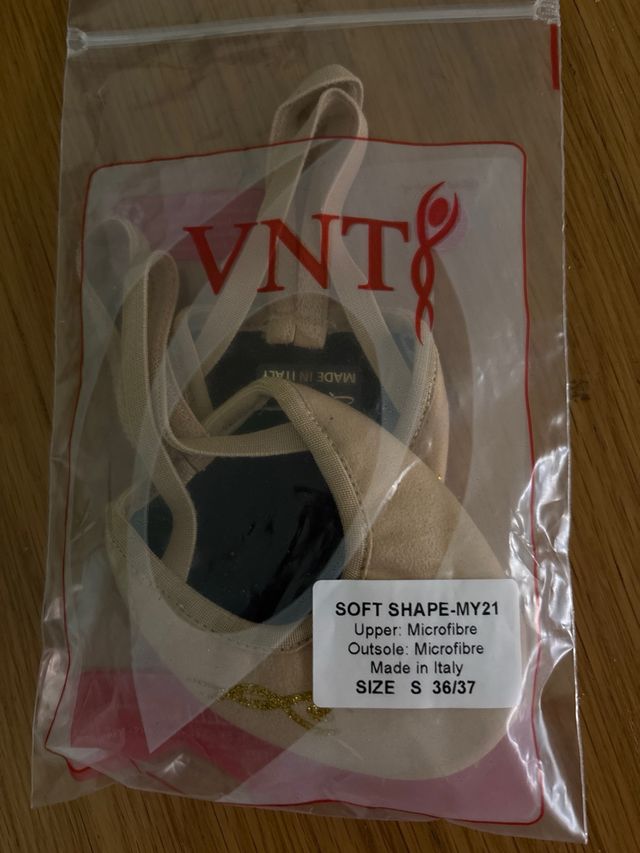 VNT
MADE IN ITALY
SOFT SHAPE-MY21
Upper: Microfibre
Outsole: Microfibre
Made in Italy
SIZE S 36/37